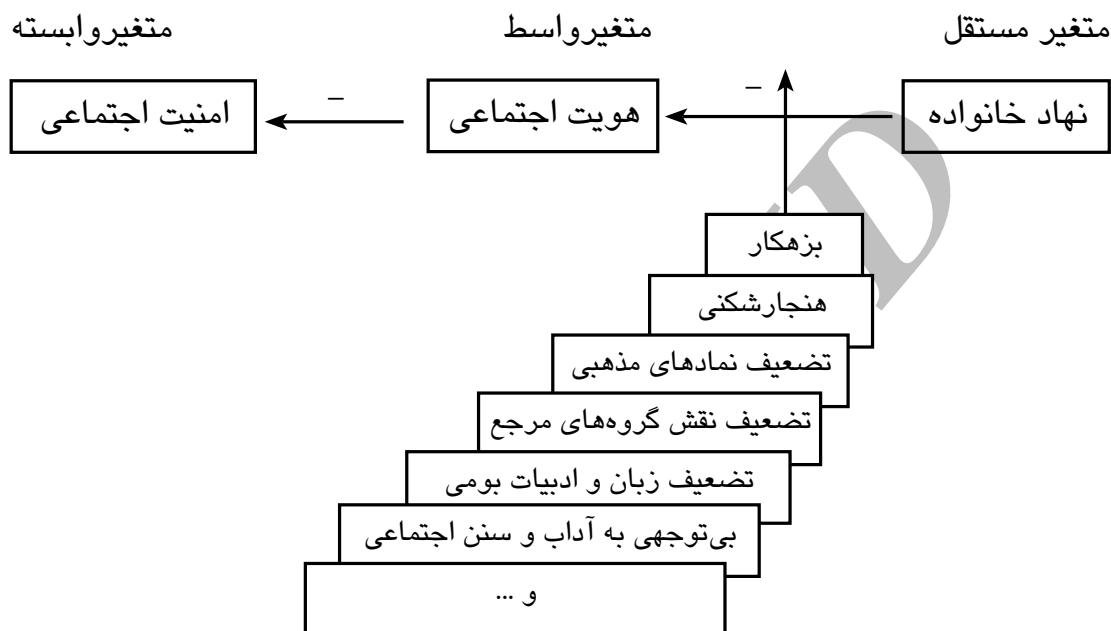 متغیر مستقل متغیرواسط متغیروابسته
نهاد خانواده – هویت اجتماعی – امنیت اجتماعی
بزهکار
هنجارشکنی
تضعیف نمادهای مذهبی
تضعیف نقش گروه‌های مرجع
تضعیف زبان و ادبیات بومی
بی‌توجهی به آداب و سنن اجتماعی
و ...